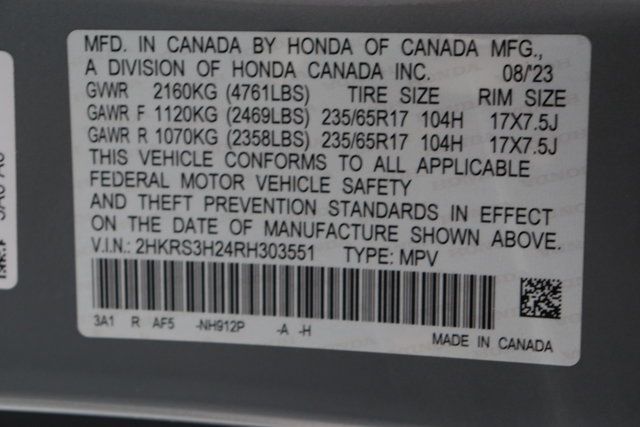 MFD. IN CANADA BY HONDA OF CANADA MFG.,
A DIVISION OF HONDA CANADA INC. 08/'23
GVWR 2160KG (4761LBS) TIRE SIZE RIM SIZE
GAWR F 1120KG (2469LBS) 235/65R17 104H 17X7.5J
GAWR R 1070KG (2358LBS) 235/65R17 104H 17X7.5J
THIS VEHICLE CONFORMS TO ALL APPLICABLE
FEDERAL MOTOR VEHICLE SAFETY
AND THEFT PREVENTION STANDARDS IN EFFECT
ON THE DATE OF MANUFACTURE SHOWN ABOVE.
V.I.N.: 2HKRS3H24RH303551 TYPE: MPV
3A1 R AF5 -NH912P -A -H
MADE IN CANADA